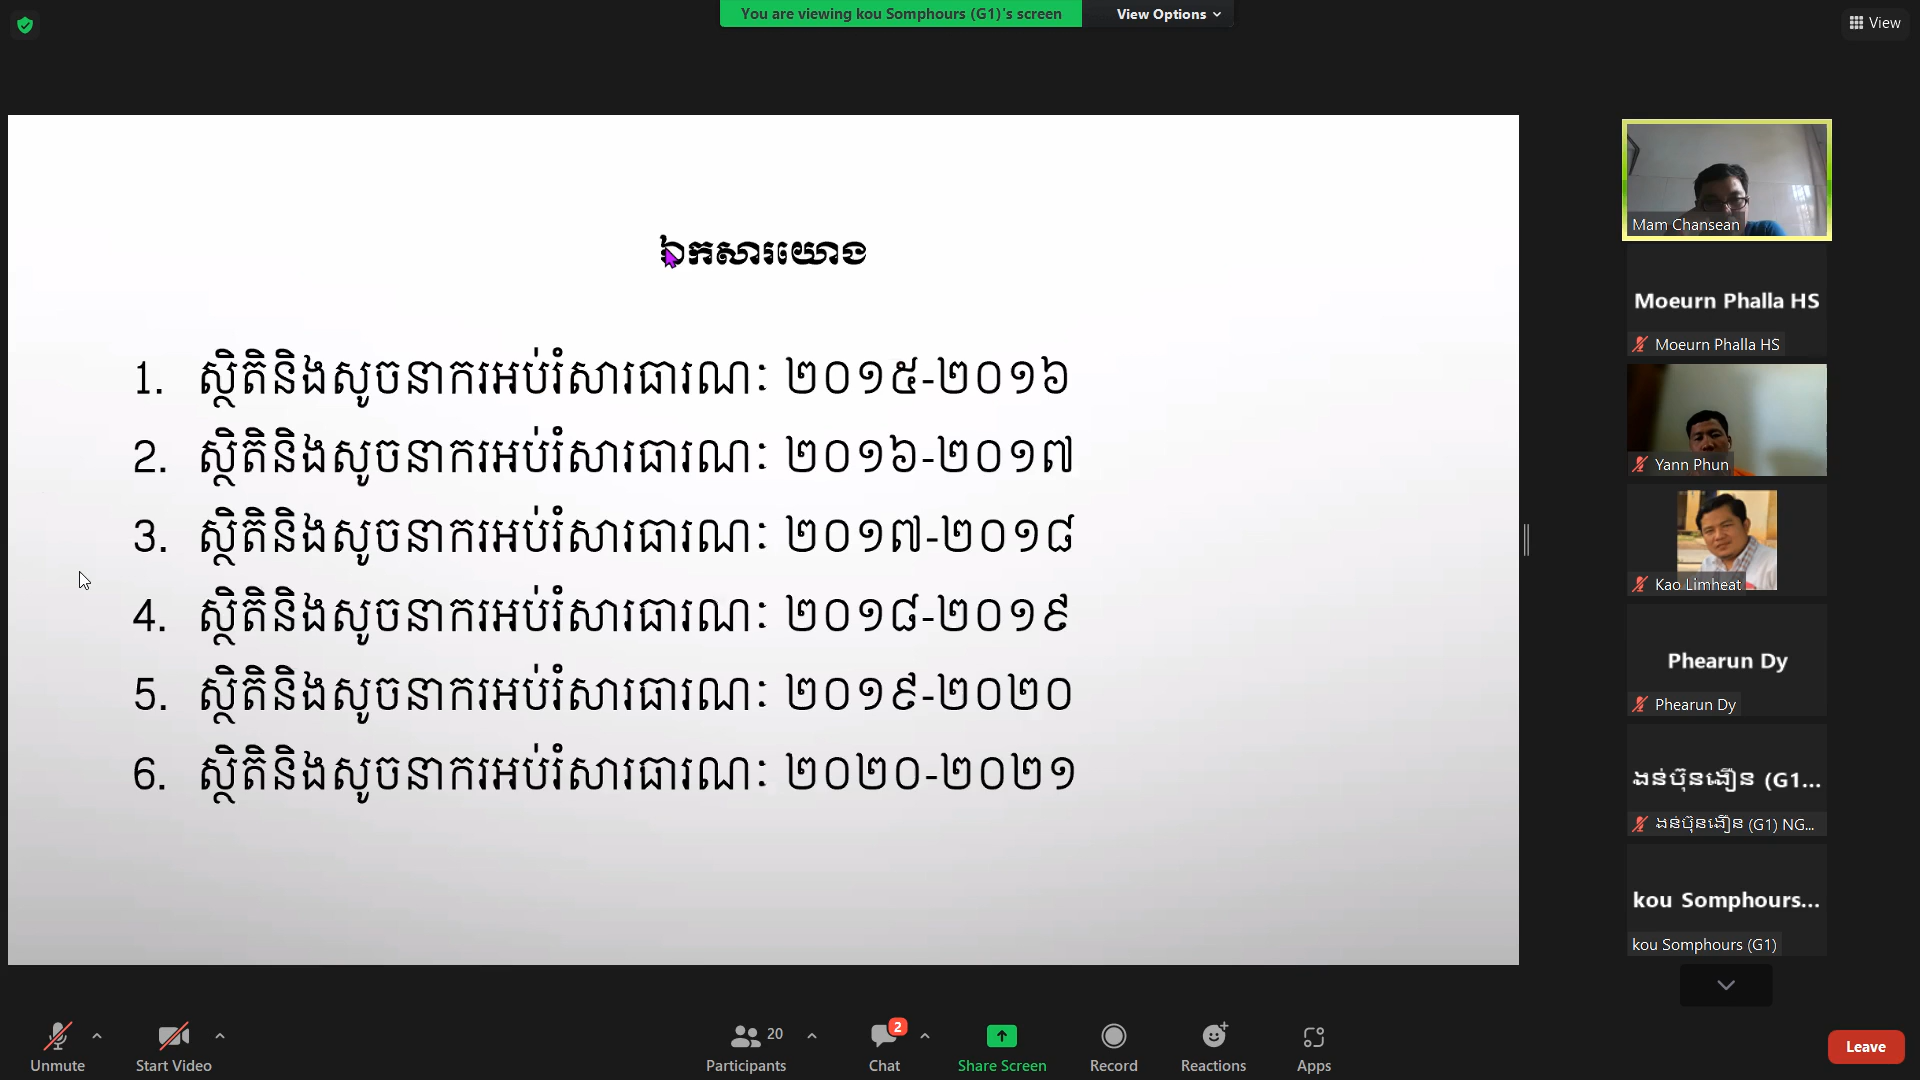 You are viewing kou Somphours (G1)'s screen
View Options
View
ឯកសារយោង
1. ស្ថិតិនិងសូចនាករអប់រំសារធារណៈ ២០១៥-២០១៦
2. ស្ថិតិនិងសូចនាករអប់រំសារធារណៈ ២០១៦-២០១៧
3. ស្ថិតិនិងសូចនាករអប់រំសារធារណៈ ២០១៧-២០១៨
4. ស្ថិតិនិងសូចនាករអប់រំសារធារណៈ ២០១៨-២០១៩
5. ស្ថិតិនិងសូចនាករអប់រំសារធារណៈ ២០១៩-២០២០
6. ស្ថិតិនិងសូចនាករអប់រំសារធារណៈ ២០២០-២០២១
Mam Chansean
Moeurn Phalla HS
Moeurn Phalla HS
Yann Phun
Kao Limheat
Phearun Dy
Phearun Dy
ងន់ប៊ុនងឿន (G1...
ងន់ប៊ុនងឿន (G1) NG...
kou Somphours...
kou Somphours (G1)
Unmute
Start Video
20
Participants
2
Chat
Share Screen
Record
Reactions
Apps
Leave